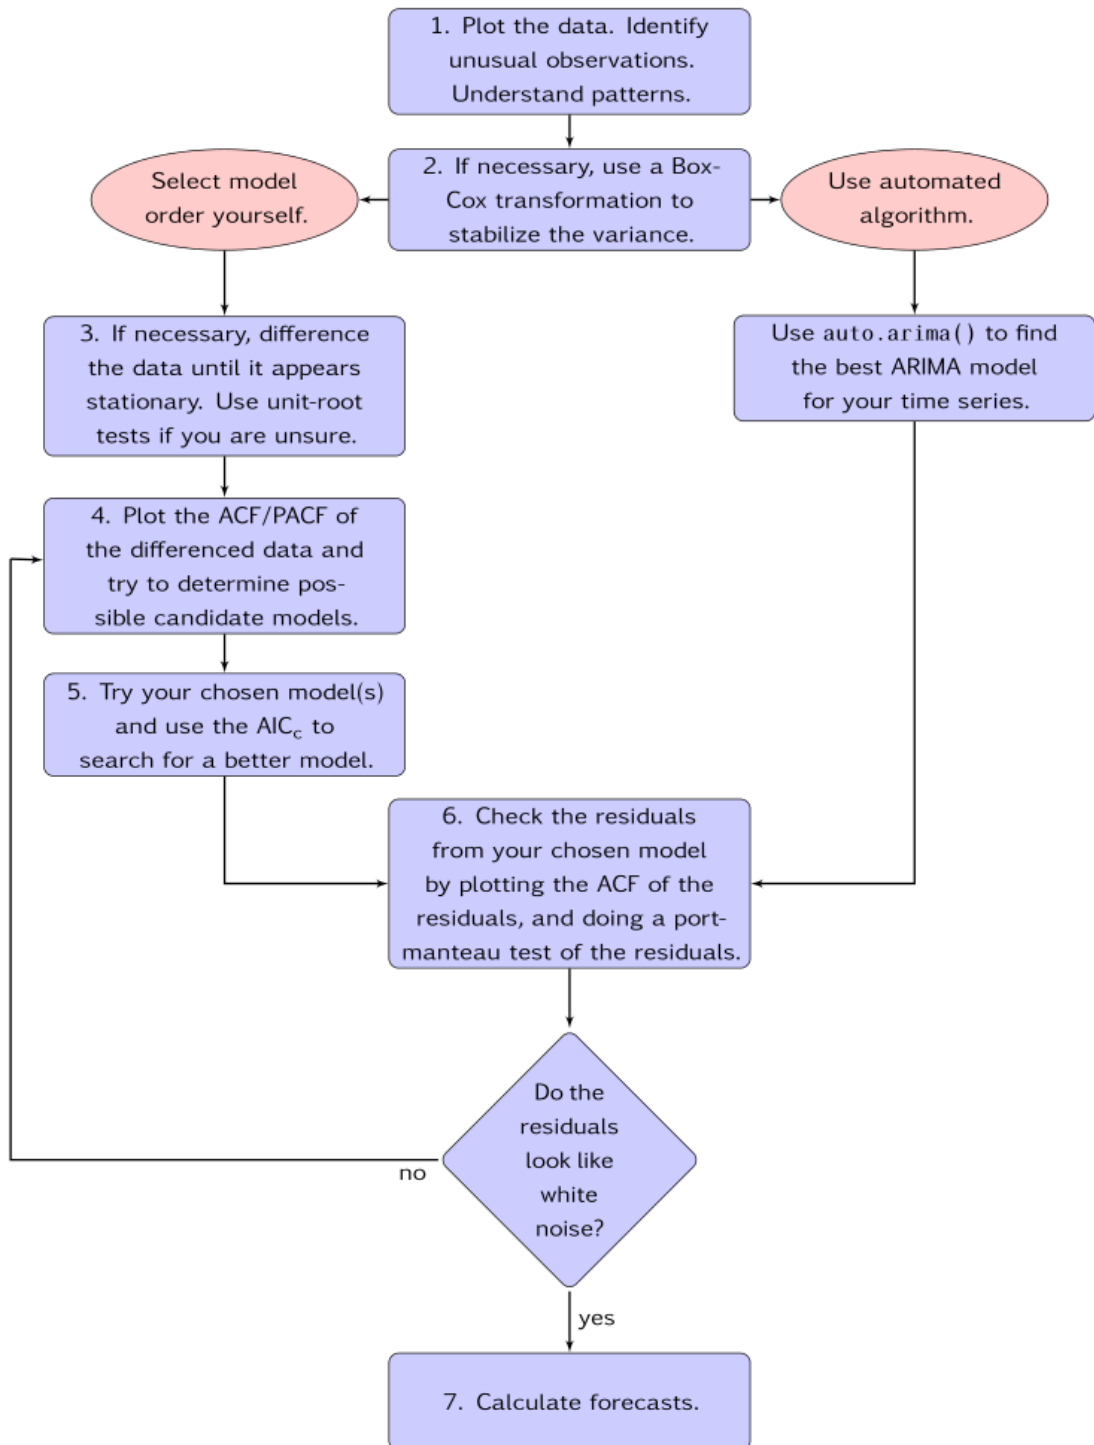 1. Plot the data. Identify
unusual observations.
Understand patterns.
Select model
order yourself.
2. If necessary, use a Box-
Cox transformation to
stabilize the variance.
Use automated
algorithm.
3. If necessary, difference
the data until it appears
stationary. Use unit-root
tests if you are unsure.
Use auto.arima() to find
the best ARIMA model
for your time series.
4. Plot the ACF/PACF of
the differenced data and
try to determine pos-
sible candidate models.
5. Try your chosen model(s)
and use the AICc to
search for a better model.
6. Check the residuals
from your chosen model
by plotting the ACF of the
residuals, and doing a port-
manteau test of the residuals.
Do the
residuals
look like
white
noise?
no
yes
7. Calculate forecasts.